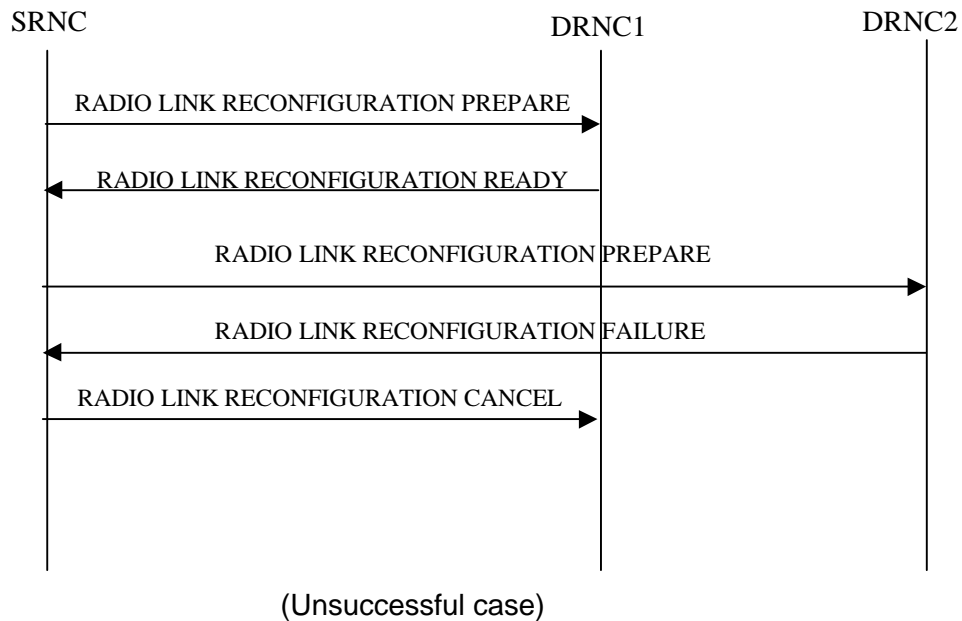 SRNC
DRNC1
DRNC2
RADIO LINK RECONFIGURATION PREPARE
RADIO LINK RECONFIGURATION READY
RADIO LINK RECONFIGURATION PREPARE
RADIO LINK RECONFIGURATION FAILURE
RADIO LINK RECONFIGURATION CANCEL
(Unsuccessful case)